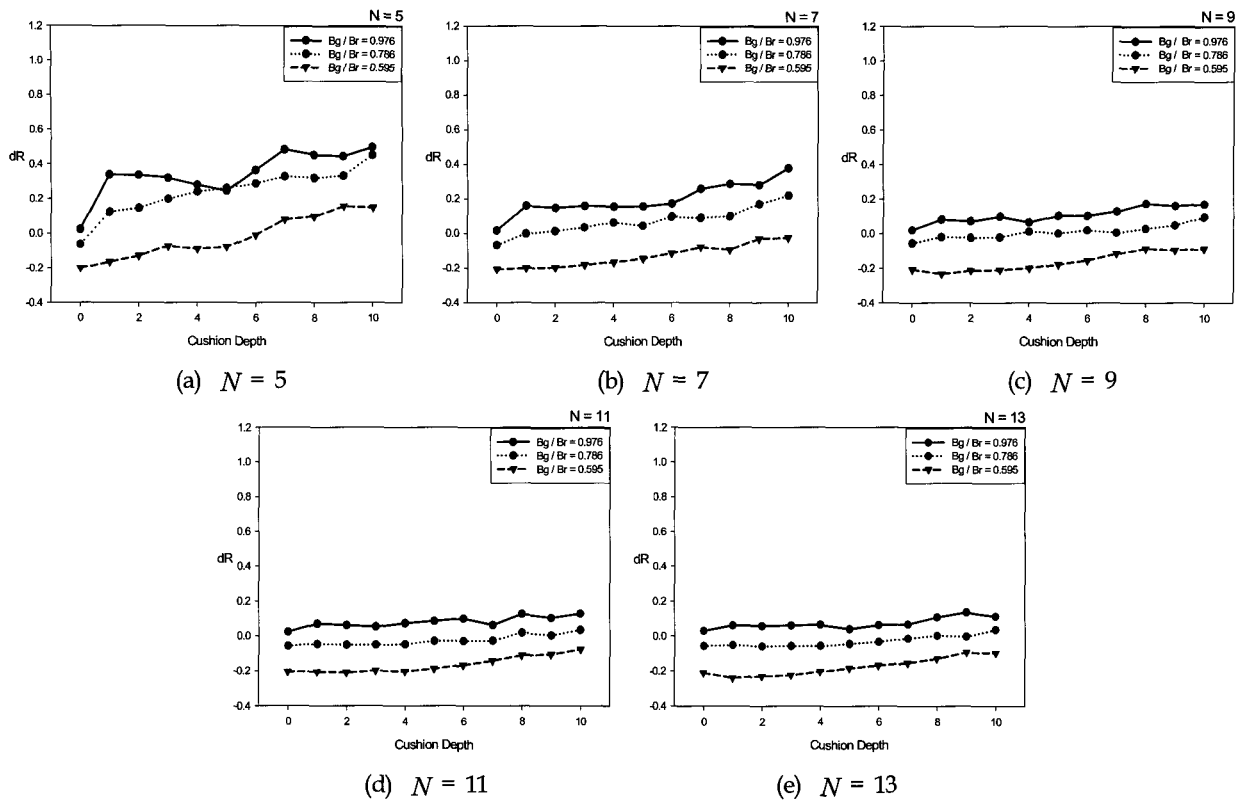 N = 5
Bg / Br = 0.976
Bg / Br = 0.786
Bg / Br = 0.595
1.2
1.0
0.8
0.6
dR
0.4
0.2
0.0
-0.2
-0.4
0 2 4 6 8 10
Cushion Depth
(a) N = 5
N = 7
Bg / Br = 0.976
Bg / Br = 0.786
Bg / Br = 0.595
1.2
1.0
0.8
0.6
dR
0.4
0.2
0.0
-0.2
-0.4
0 2 4 6 8 10
Cushion Depth
(b) N = 7
N = 9
Bg / Br = 0.976
Bg / Br = 0.786
Bg / Br = 0.595
1.2
1.0
0.8
0.6
dR
0.4
0.2
0.0
-0.2
-0.4
0 2 4 6 8 10
Cushion Depth
(c) N = 9
N = 11
Bg / Br = 0.976
Bg / Br = 0.786
Bg / Br = 0.595
1.2
1.0
0.8
0.6
dR
0.4
0.2
0.0
-0.2
-0.4
0 2 4 6 8 10
Cushion Depth
(d) N = 11
N = 13
Bg / Br = 0.976
Bg / Br = 0.786
Bg / Br = 0.595
1.2
1.0
0.8
0.6
dR
0.4
0.2
0.0
-0.2
-0.4
0 2 4 6 8 10
Cushion Depth
(e) N = 13